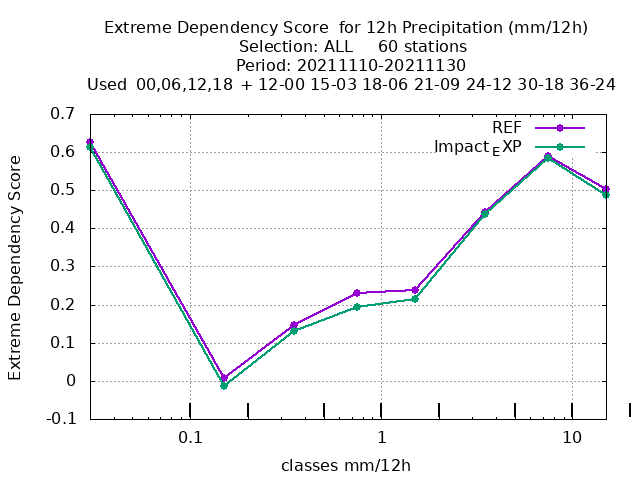 Extreme Dependency Score  for 12h Precipitation (mm/12h)
Selection: ALL     60 stations
Period: 20211110-20211130
Used  00,06,12,18  + 12-00 15-03 18-06 21-09 24-12 30-18 36-24
REF
Impact_EXP
0.7
0.6
0.5
0.4
0.3
0.2
0.1
0
-0.1
Extreme Dependency Score
0.1
1
10
classes mm/12h